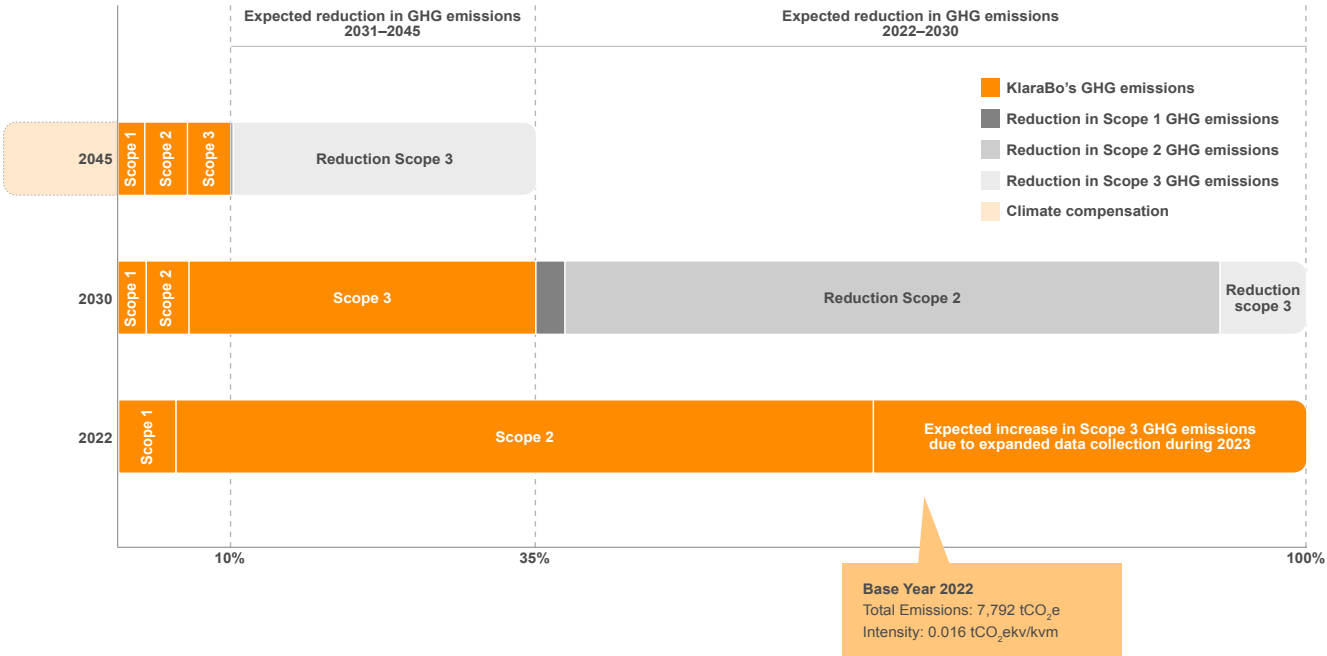 Expected reduction in GHG emissions
2031–2045
Expected reduction in GHG emissions
2022–2030
KlaraBo's GHG emissions
Reduction in Scope 1 GHG emissions
Reduction in Scope 2 GHG emissions
Reduction in Scope 3 GHG emissions
Climate compensation
2045
Scope 1
Scope 2
Scope 3
Reduction Scope 3
2030
Scope 1
Scope 2
Scope 3
Reduction Scope 2
Reduction
scope 3
2022
Scope 1
Scope 2
Expected increase in Scope 3 GHG emissions
due to expanded data collection during 2023
10%
35%
100%
Base Year 2022
Total Emissions: 7,792 tCO₂e
Intensity: 0.016 tCO₂ekv/kvm